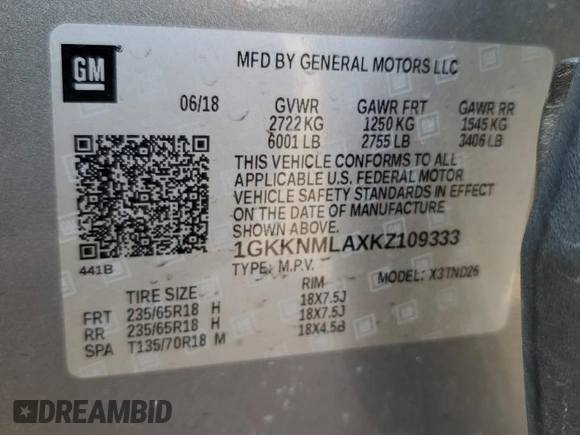 GM
MFD BY GENERAL MOTORS LLC
06/18 GVWR GAWR FRT GAWR RR
2722 KG 1250 KG 1545 KG
6001 LB 2755 LB 3406 LB
THIS VEHICLE CONFORMS TO ALL
APPLICABLE U.S. FEDERAL MOTOR
VEHICLE SAFETY STANDARDS IN EFFECT
ON THE DATE OF MANUFACTURE
SHOWN ABOVE.
1GKKNMLAXKZ109333
441B TYPE: M.P.V. MODEL: X3TND26
TIRE SIZE RIM
FRT 235/65R18 H 18X7.5J
RR 235/65R18 H 18X7.5J
SPA T135/70R18 M 18X4.5B
DREAMBID